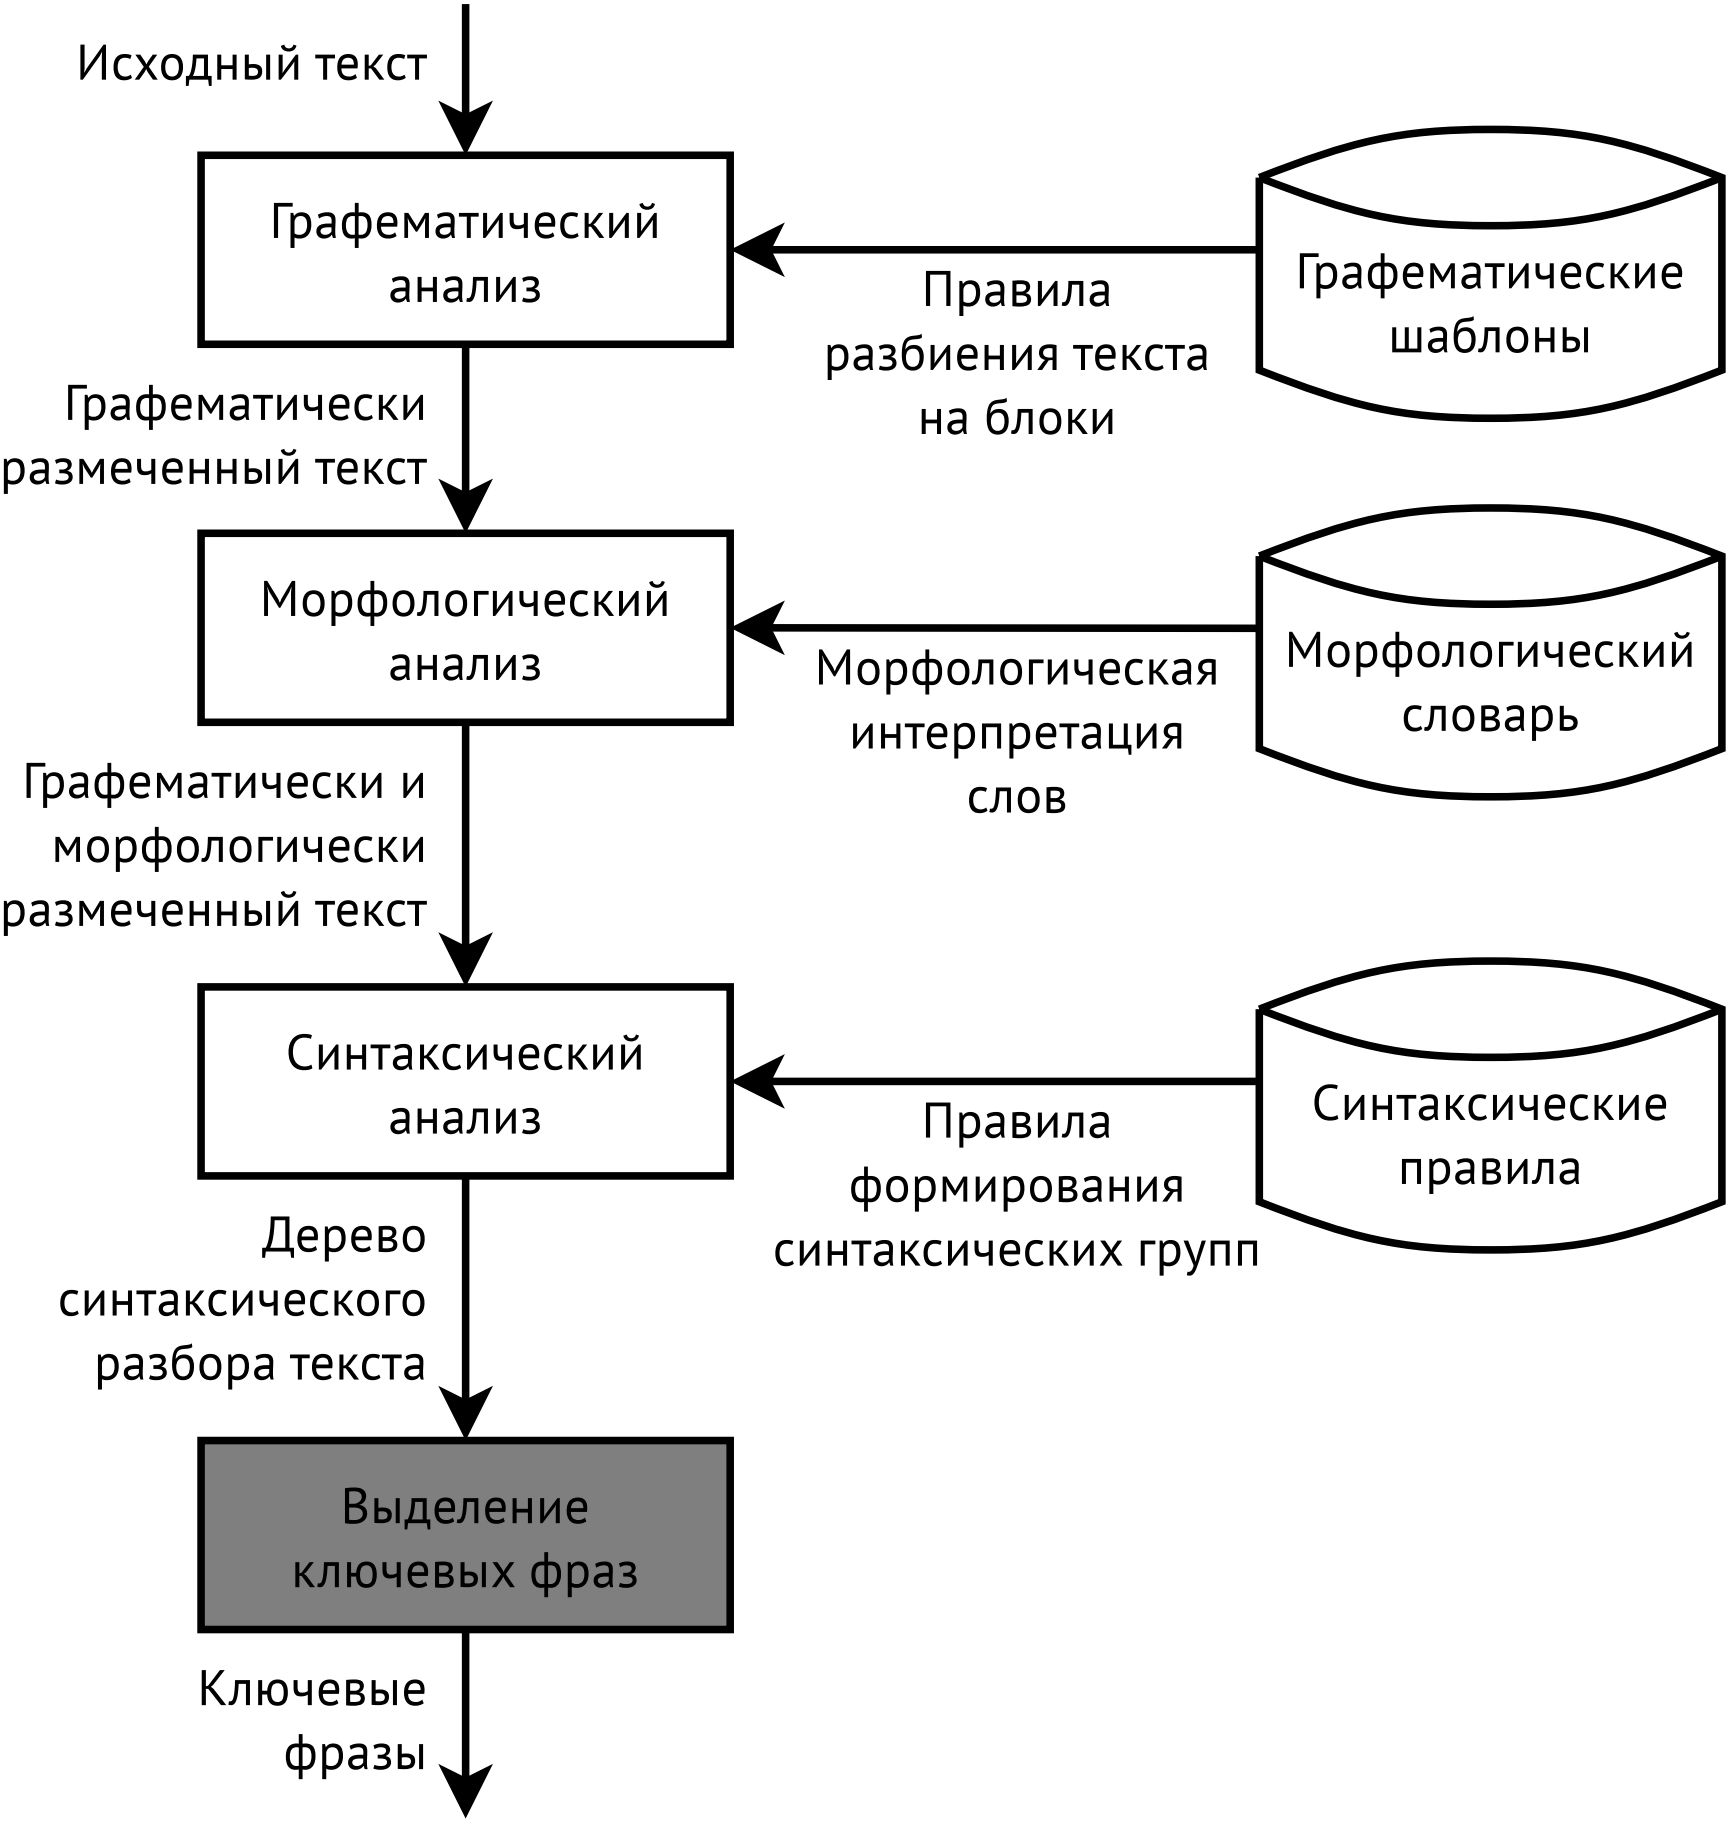 Исходный текст
Графематический
анализ
Правила
разбиения текста
на блоки
Графематические
шаблоны
Графематически
размеченный текст
Морфологический
анализ
Морфологическая
интерпретация
слов
Морфологический
словарь
Графематически и
морфологически
размеченный текст
Синтаксический
анализ
Правила
формирования
синтаксических групп
Синтаксические
правила
Дерево
синтаксического
разбора текста
Выделение
ключевых фраз
Ключевые
фразы